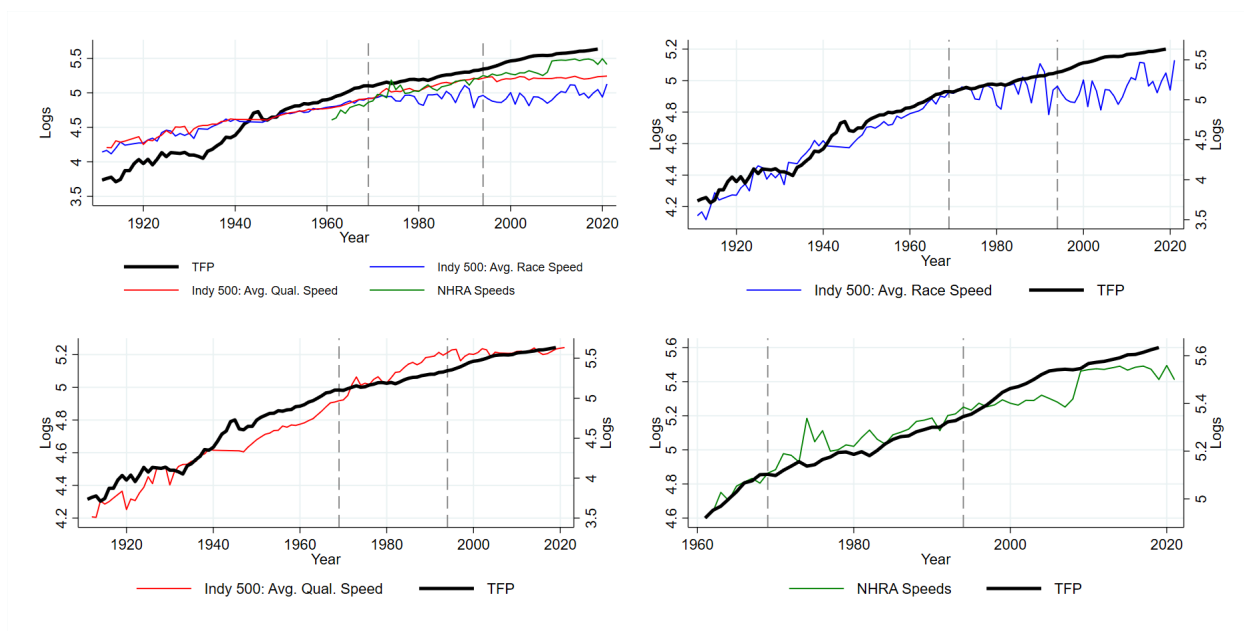 Logs
5.5
5
4.5
4
3.5
1920 1940 1960 1980 2000 2020
Year
TFP Indy 500: Avg. Race Speed
Indy 500: Avg. Qual. Speed NHRA Speeds
Logs
5.2
5
4.8
4.6
4.4
4.2
5.5
5
4.5
4
3.5
Logs
1920 1940 1960 1980 2000 2020
Year
Indy 500: Avg. Race Speed TFP
Logs
5.2
5
4.8
4.6
4.4
4.2
5.5
5
4.5
4
3.5
Logs
1920 1940 1960 1980 2000 2020
Year
Indy 500: Avg. Qual. Speed TFP
Logs
5.6
5.4
5.2
5
4.8
4.6
5.6
5.4
5.2
5
Logs
1960 1980 2000 2020
Year
NHRA Speeds TFP